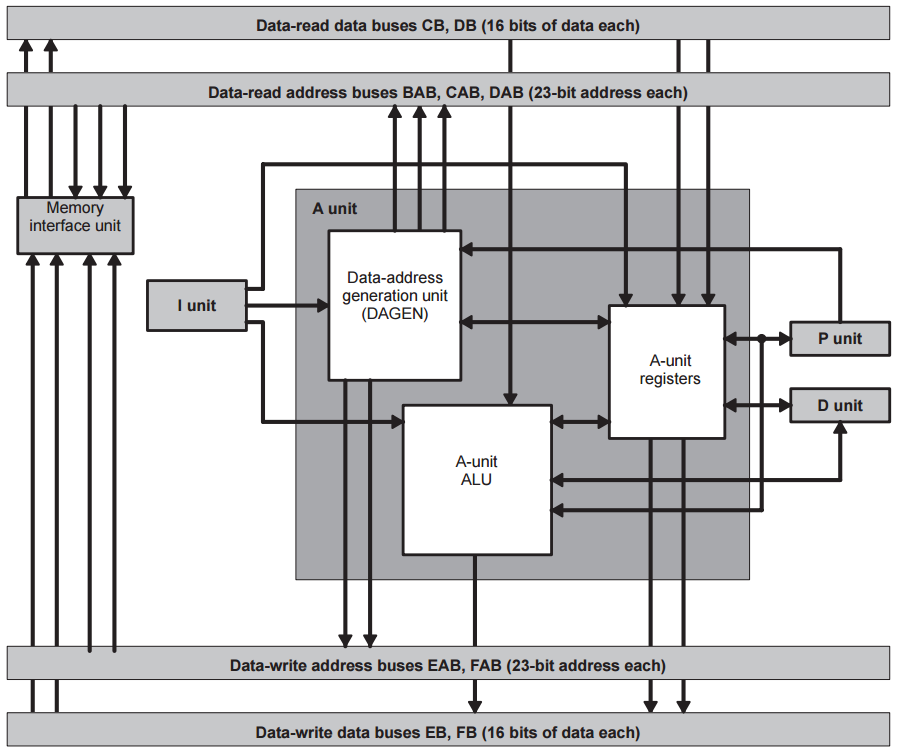 Data-read data buses CB, DB (16 bits of data each)
Data-read address buses BAB, CAB, DAB (23-bit address each)
Memory
interface unit
A unit
I unit
Data-address
generation unit
(DAGEN)
A-unit
registers
P unit
D unit
A-unit
ALU
Data-write address buses EAB, FAB (23-bit address each)
Data-write data buses EB, FB (16 bits of data each)